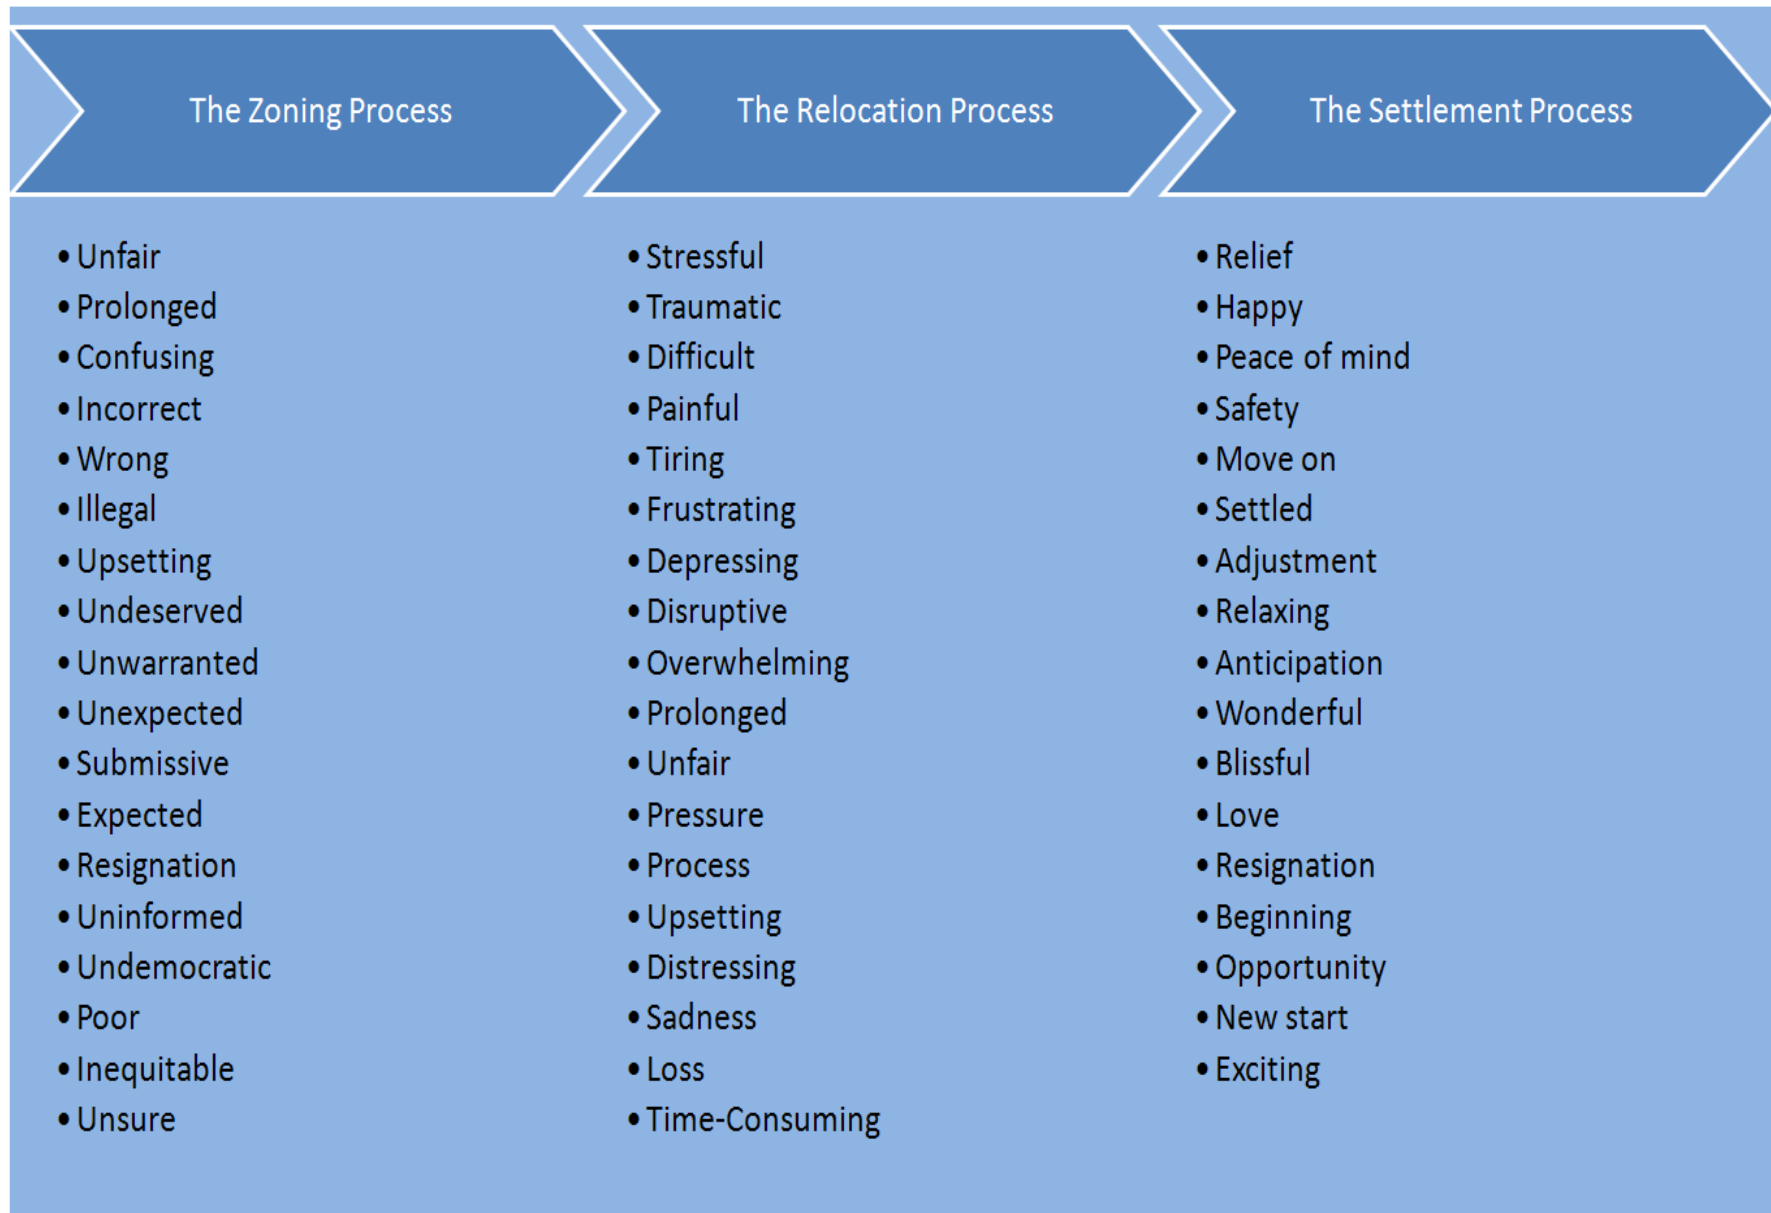 The Zoning Process
• Unfair
• Prolonged
• Confusing
• Incorrect
• Wrong
• Illegal
• Upsetting
• Undeserved
• Unwarranted
• Unexpected
• Submissive
• Expected
• Resignation
• Uninformed
• Undemocratic
• Poor
• Inequitable
• Unsure
The Relocation Process
• Stressful
• Traumatic
• Difficult
• Painful
• Tiring
• Frustrating
• Depressing
• Disruptive
• Overwhelming
• Prolonged
• Unfair
• Pressure
• Process
• Upsetting
• Distressing
• Sadness
• Loss
• Time-Consuming
The Settlement Process
• Relief
• Happy
• Peace of mind
• Safety
• Move on
• Settled
• Adjustment
• Relaxing
• Anticipation
• Wonderful
• Blissful
• Love
• Resignation
• Beginning
• Opportunity
• New start
• Exciting